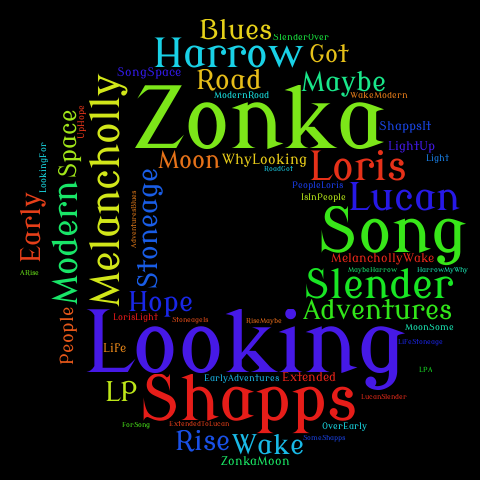 Blues
SlenderOver
Harrow
Got
SongSpace
Road
Maybe
ModernRoad
WakeModern
Zonka
UpHope
ShappsIt
LookingFor
Space
Melancholly
LightUp
Light
Moon
WhyLooking
Loris
RoadGot
Stoneage
PeopleLoris
Lucan
IsInPeople
Modern
Early
AdventuresBlues
Song
MelanchollyWake
ARise
MaybeHarrow
HarrowMyWhy
Slender
Hope
Adventures
People
LorisLight
StoneageIs
RiseMaybe
MoonSome
Looking
LifeStoneage
Life
LPA
EarlyAdventures
Extended
LP
Shapps
LucanSlender
ForSong
ExtendedToLucan
OverEarly
Rise
Wake
SomeShapps
ZonkaMoon